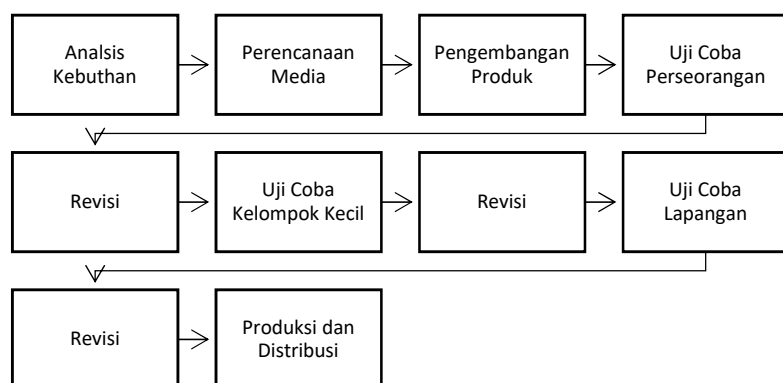 Analsis
Kebuthan
Perencanaan
Media
Pengembangan
Produk
Uji Coba
Perseorangan
Revisi
Uji Coba
Kelompok Kecil
Revisi
Uji Coba
Lapangan
Revisi
Produksi dan
Distribusi